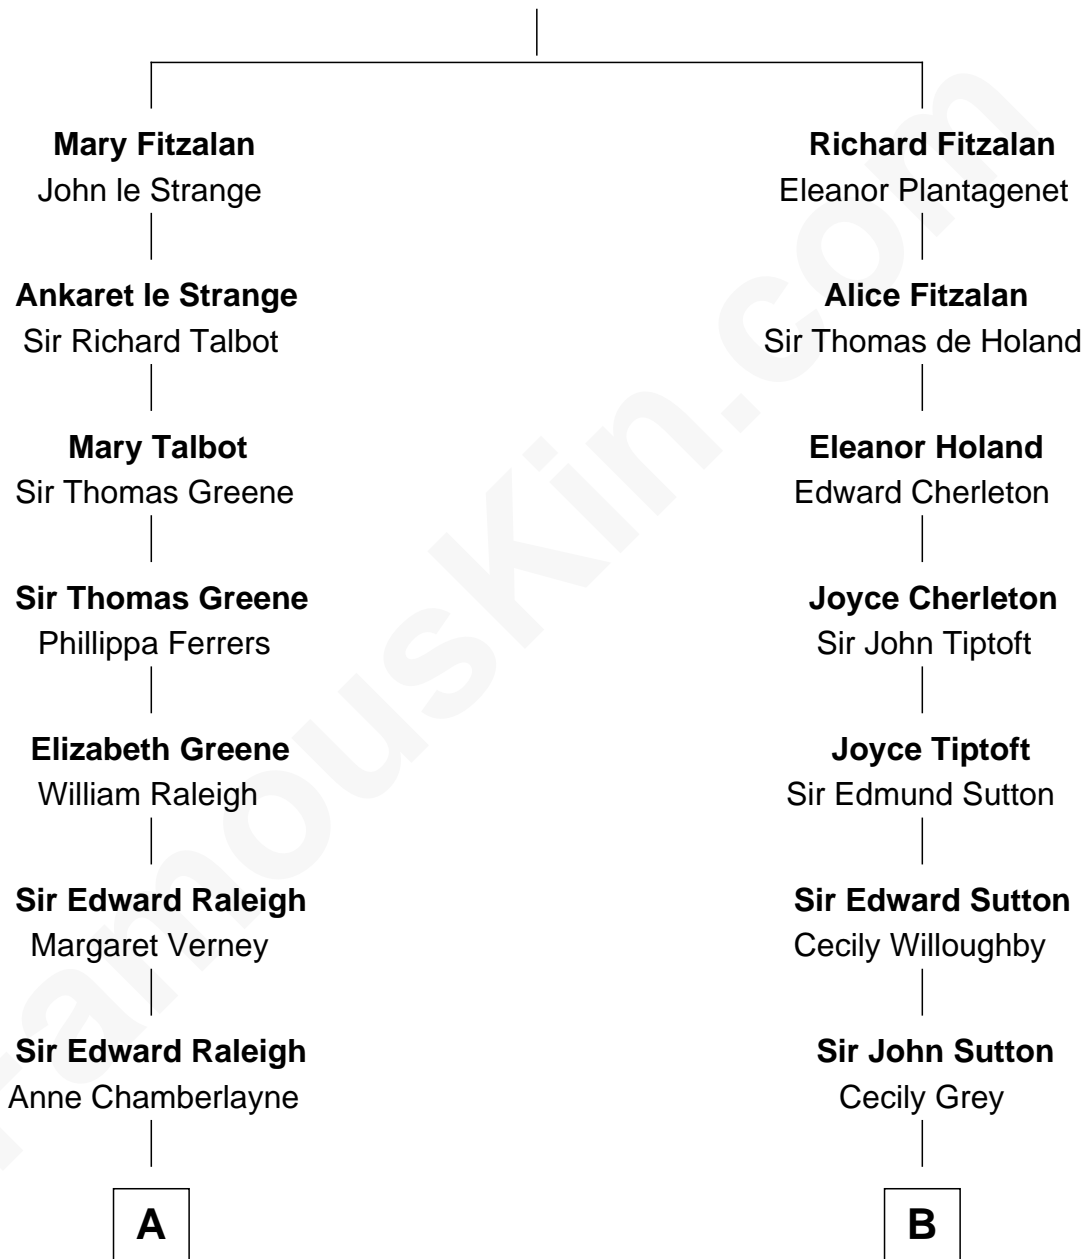 Mary Fitzalan
John le Strange
Ankaret le Strange
Sir Richard Talbot
Mary Talbot
Sir Thomas Greene
Sir Thomas Greene
Phillippa Ferrers
Elizabeth Greene
William Raleigh
Sir Edward Raleigh
Margaret Verney
Sir Edward Raleigh
Anne Chamberlayne
A
Richard Fitzalan
Eleanor Plantagenet
Alice Fitzalan
Sir Thomas de Holand
Eleanor Holand
Edward Cherleton
Joyce Cherleton
Sir John Tiptoft
Joyce Tiptoft
Sir Edmund Sutton
Sir Edward Sutton
Cecily Willoughby
Sir John Sutton
Cecily Grey
B
FamousKin.com